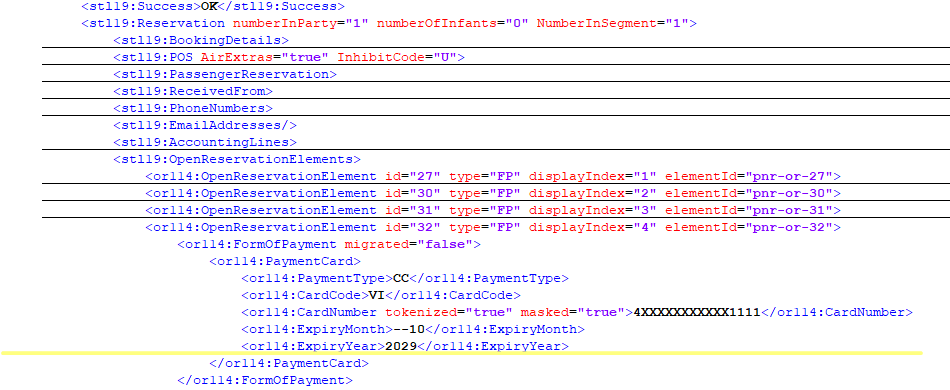 <stl19:Success>OK</stl19:Success>
<stl19:Reservation numberInParty="1" numberOfInfants="0" NumberInSegment="1">
<stl19:BookingDetails>
<stl19:POS AirExtras="true" InhibitCode="U">
<stl19:PassengerReservation>
<stl19:ReceivedFrom>
<stl19:PhoneNumbers>
<stl19:EmailAddresses/>
<stl19:AccountingLines>
<stl19:OpenReservationElements>
<or114:OpenReservationElement id="27" type="FP" displayIndex="1" elementId="pnr-or-27">
<or114:OpenReservationElement id="30" type="FP" displayIndex="2" elementId="pnr-or-30">
<or114:OpenReservationElement id="31" type="FP" displayIndex="3" elementId="pnr-or-31">
<or114:OpenReservationElement id="32" type="FP" displayIndex="4" elementId="pnr-or-32">
<or114:FormOfPayment migrated="false">
<or114:PaymentCard>
<or114:PaymentType>CC</or114:PaymentType>
<or114:CardCode>VI</or114:CardCode>
<or114:CardNumber tokenized="true" masked="true">4XXXXXXXXXXX1111</or114:CardNumber>
<or114:ExpiryMonth>--10</or114:ExpiryMonth>
<or114:ExpiryYear>2029</or114:ExpiryYear>
</or114:PaymentCard>
</or114:FormOfPayment>